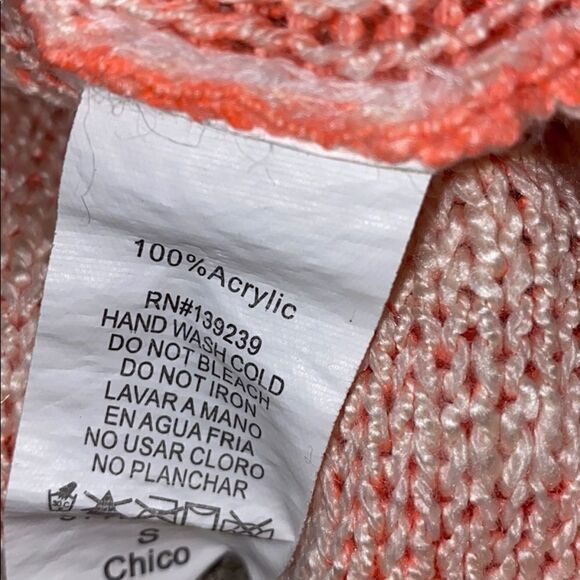 100%Acrylic
RN#139239
HAND WASH COLD
DO NOT BLEACH
DO NOT IRON
LAVAR A MANO
EN AGUA FRIA
NO USAR CLORO
NO PLANCHAR
S
Chico